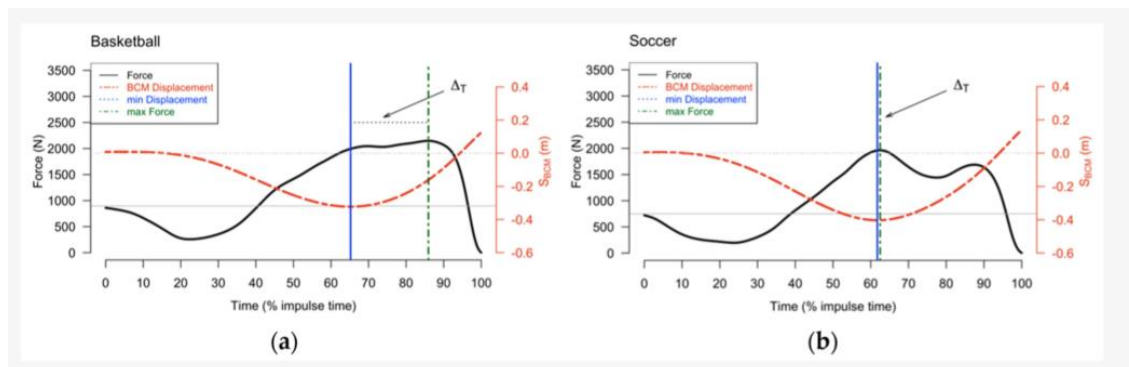 Basketball
3500
3000
2500
2000
1500
1000
500
0
Force (N)
Force
BCM Displacement
min Displacement
max Force
ΔT
0.4
0.2
0.0
-0.2
-0.4
-0.6
SBCM (m)
0 10 20 30 40 50 60 70 80 90 100
Time (% impulse time)
(a)
Soccer
3500
3000
2500
2000
1500
1000
500
0
Force (N)
Force
BCM Displacement
min Displacement
max Force
ΔT
0.4
0.2
0.0
-0.2
-0.4
-0.6
SBCM (m)
0 10 20 30 40 50 60 70 80 90 100
Time (% impulse time)
(b)